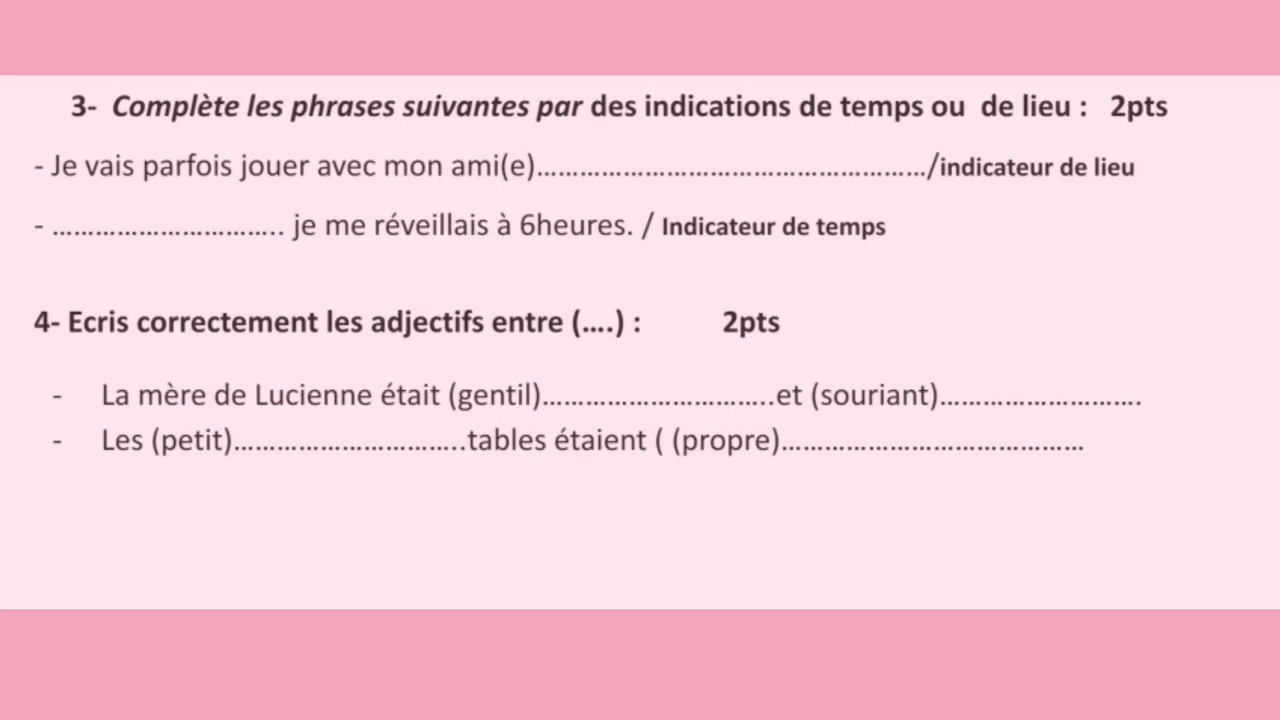 3- Complète les phrases suivantes par des indications de temps ou de lieu : 2pts
- Je vais parfois jouer avec mon ami(e)………………………………………………/indicateur de lieu
- ………………………….. je me réveillais à 6heures. / Indicateur de temps
4- Ecris correctement les adjectifs entre (….) : 2pts
- La mère de Lucienne était (gentil)…………………………..et (souriant)……………………….
- Les (petit)…………………………..tables étaient ( (propre)……………………………………